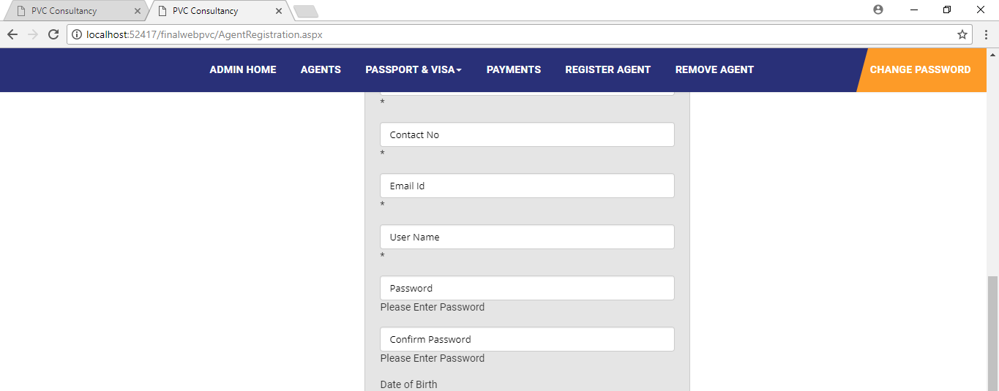 PVC Consultancy
PVC Consultancy
localhost:52417/finalwebpvc/AgentRegistration.aspx
ADMIN HOME AGENTS PASSPORT & VISA PAYMENTS REGISTER AGENT REMOVE AGENT CHANGE PASSWORD
*
Contact No
*
Email Id
*
User Name
*
Password
Please Enter Password
Confirm Password
Please Enter Password
Date of Birth